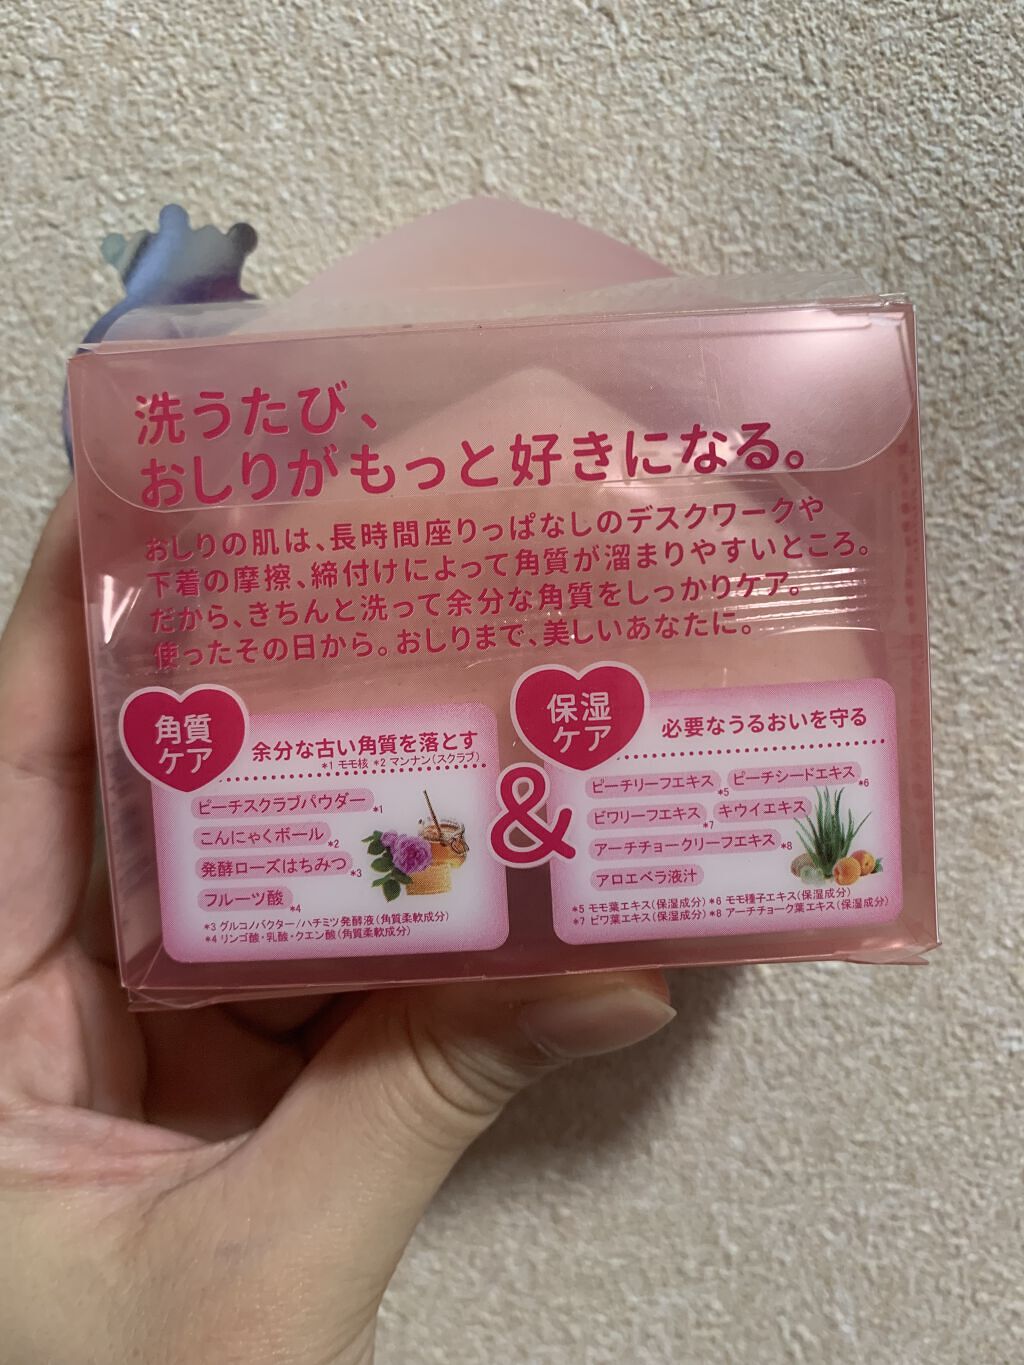 洗うたび、
おしりがもっと好きになる。
おしりの肌は、長時間座りっぱなしのデスクワークや
下着の摩擦、締付けによって角質が溜まりやすいところ。
だから、きちんと洗って余分な角質をしっかりケア。
使ったその日から。おしりまで、美しいあなたに。
角質
ケア
余分な古い角質を落とす
*1 モモ核 *2 マンナン(スクラブ)
ピーチスクラブパウダー*1
こんにゃくボール*2
発酵ローズはちみつ*3
フルーツ酸*4
*3 グルコノバクター/ハチミツ発酵液(角質柔軟成分)
*4 リンゴ酸・乳酸・クエン酸(角質柔軟成分)
&
保湿
ケア
必要なうるおいを守る
ピーチリーフエキス*5 ピーチシードエキス*6
ビワリーフエキス*7 キウイエキス
アーチチョークリーフエキス*8
アロエベラ液汁
*5 モモ葉エキス(保湿成分) *6 モモ種子エキス(保湿成分)
*7 ビワ葉エキス(保湿成分) *8 アーチチョーク葉エキス(保湿成分)